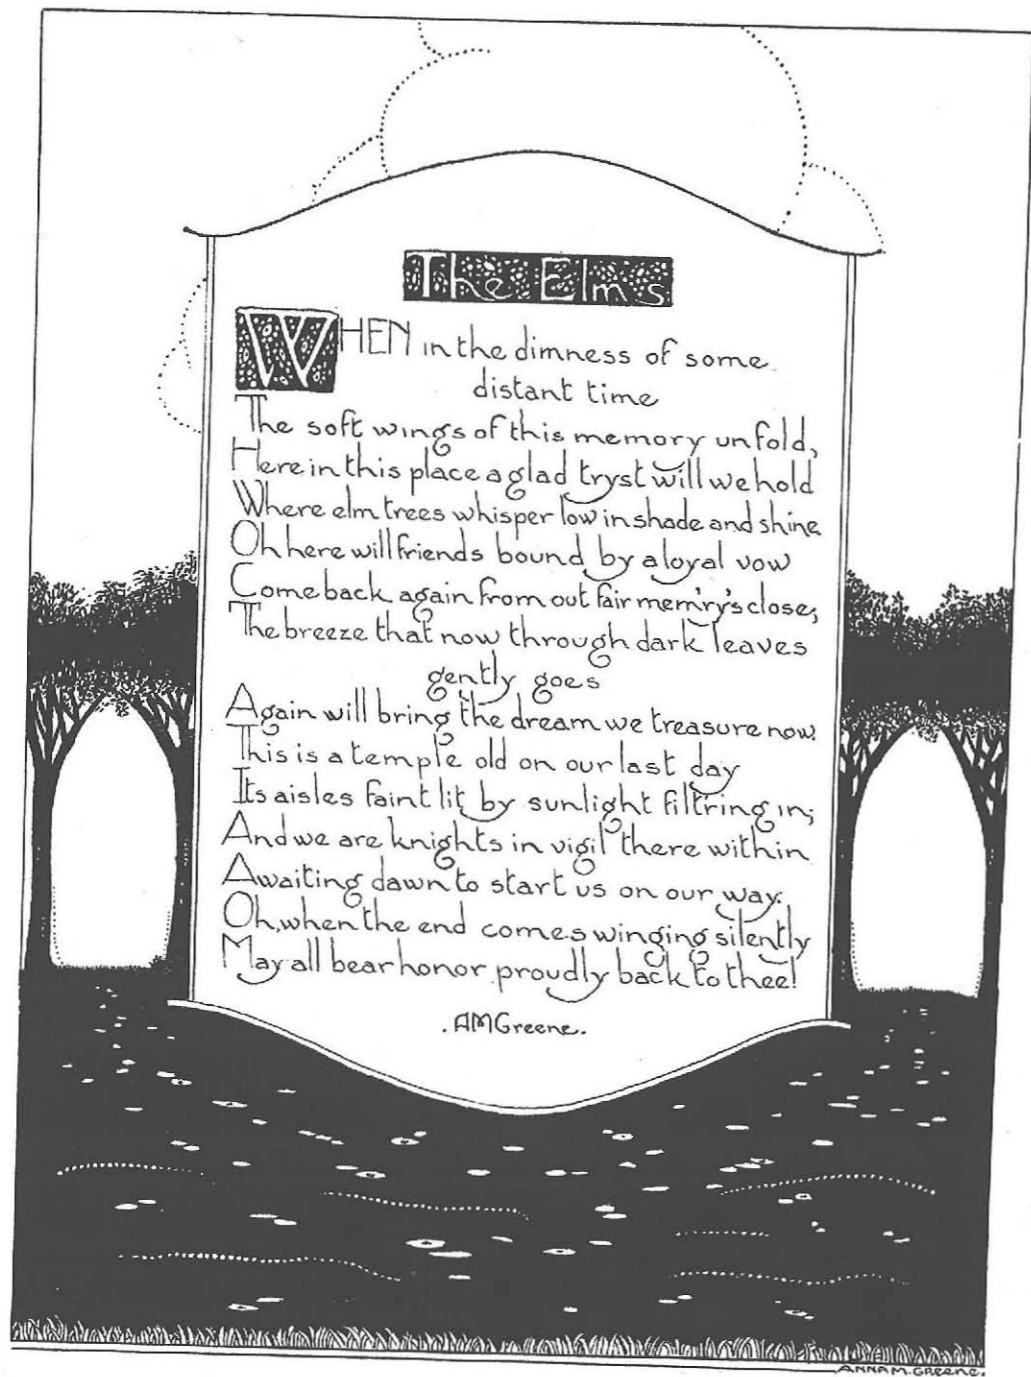 The Elms
WHEN in the dimness of some
distant time
The soft wings of this memory unfold,
Here in this place a glad tryst will we hold
Where elm trees whisper low in shade and shine
Oh here will friends bound by a loyal vow
Come back again from out fair mem'ry's close,
The breeze that now through dark leaves
gently goes
Again will bring the dream we treasure now.
This is a temple old on our last day
Its aisles faint lit by sunlight filt'ring in;
And we are knights in vigil there within
Awaiting dawn to start us on our way.
Oh, when the end comes winging silently
May all bear honor proudly back to thee!
. AMGreene.
ANNA M. GREENE.